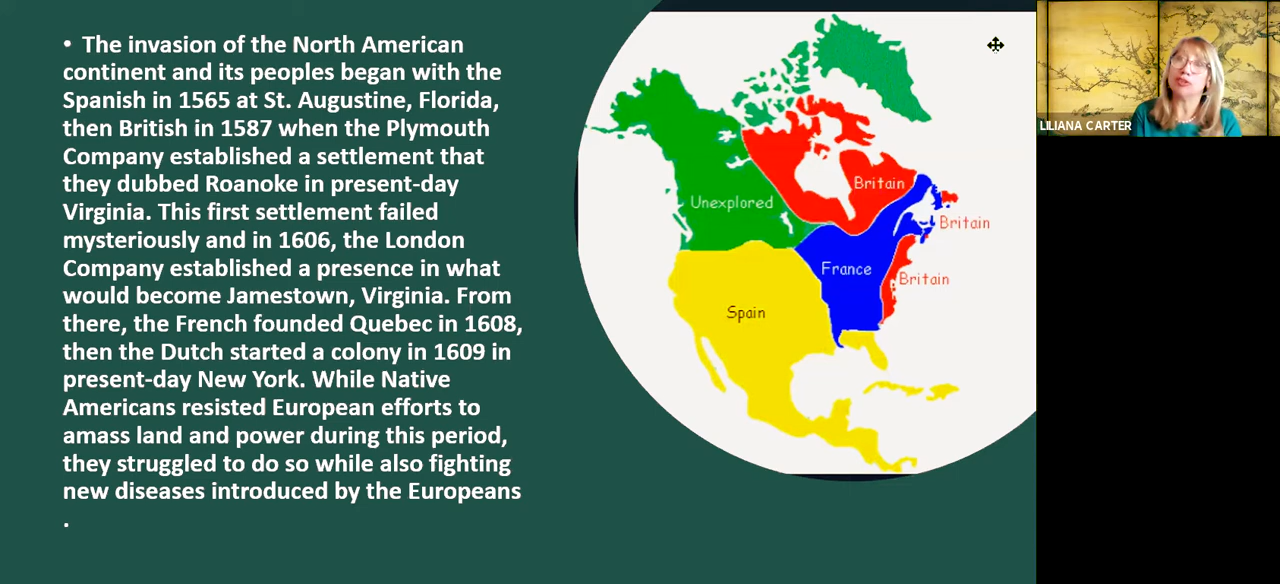 • The invasion of the North American
continent and its peoples began with the
Spanish in 1565 at St. Augustine, Florida,
then British in 1587 when the Plymouth
Company established a settlement that
they dubbed Roanoke in present-day
Virginia. This first settlement failed
mysteriously and in 1606, the London
Company established a presence in what
would become Jamestown, Virginia. From
there, the French founded Quebec in 1608,
then the Dutch started a colony in 1609 in
present-day New York. While Native
Americans resisted European efforts to
amass land and power during this period,
they struggled to do so while also fighting
new diseases introduced by the Europeans
.
Unexplored
Britain
Britain
France
Britain
Spain
LILIANA CARTER